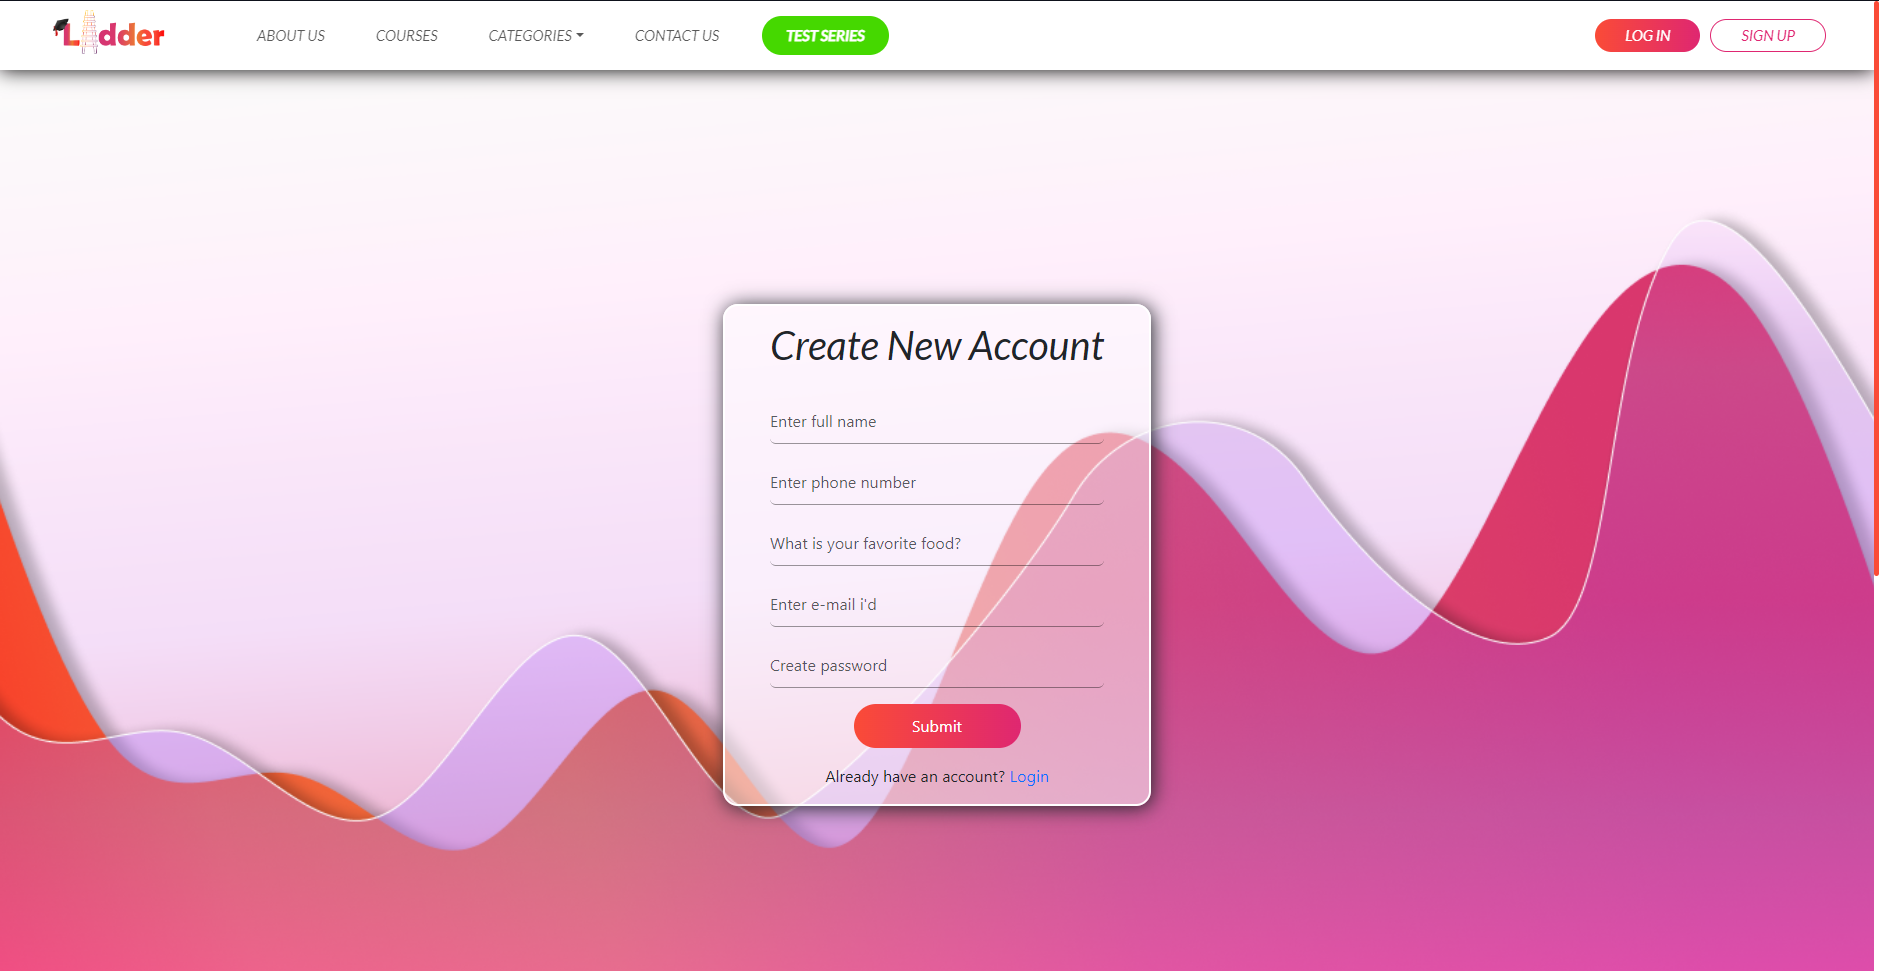 Ladder
ABOUT US
COURSES
CATEGORIES
CONTACT US
TEST SERIES
LOG IN
SIGN UP
Create New Account
Enter full name
Enter phone number
What is your favorite food?
Enter e-mail i'd
Create password
Submit
Already have an account? Login